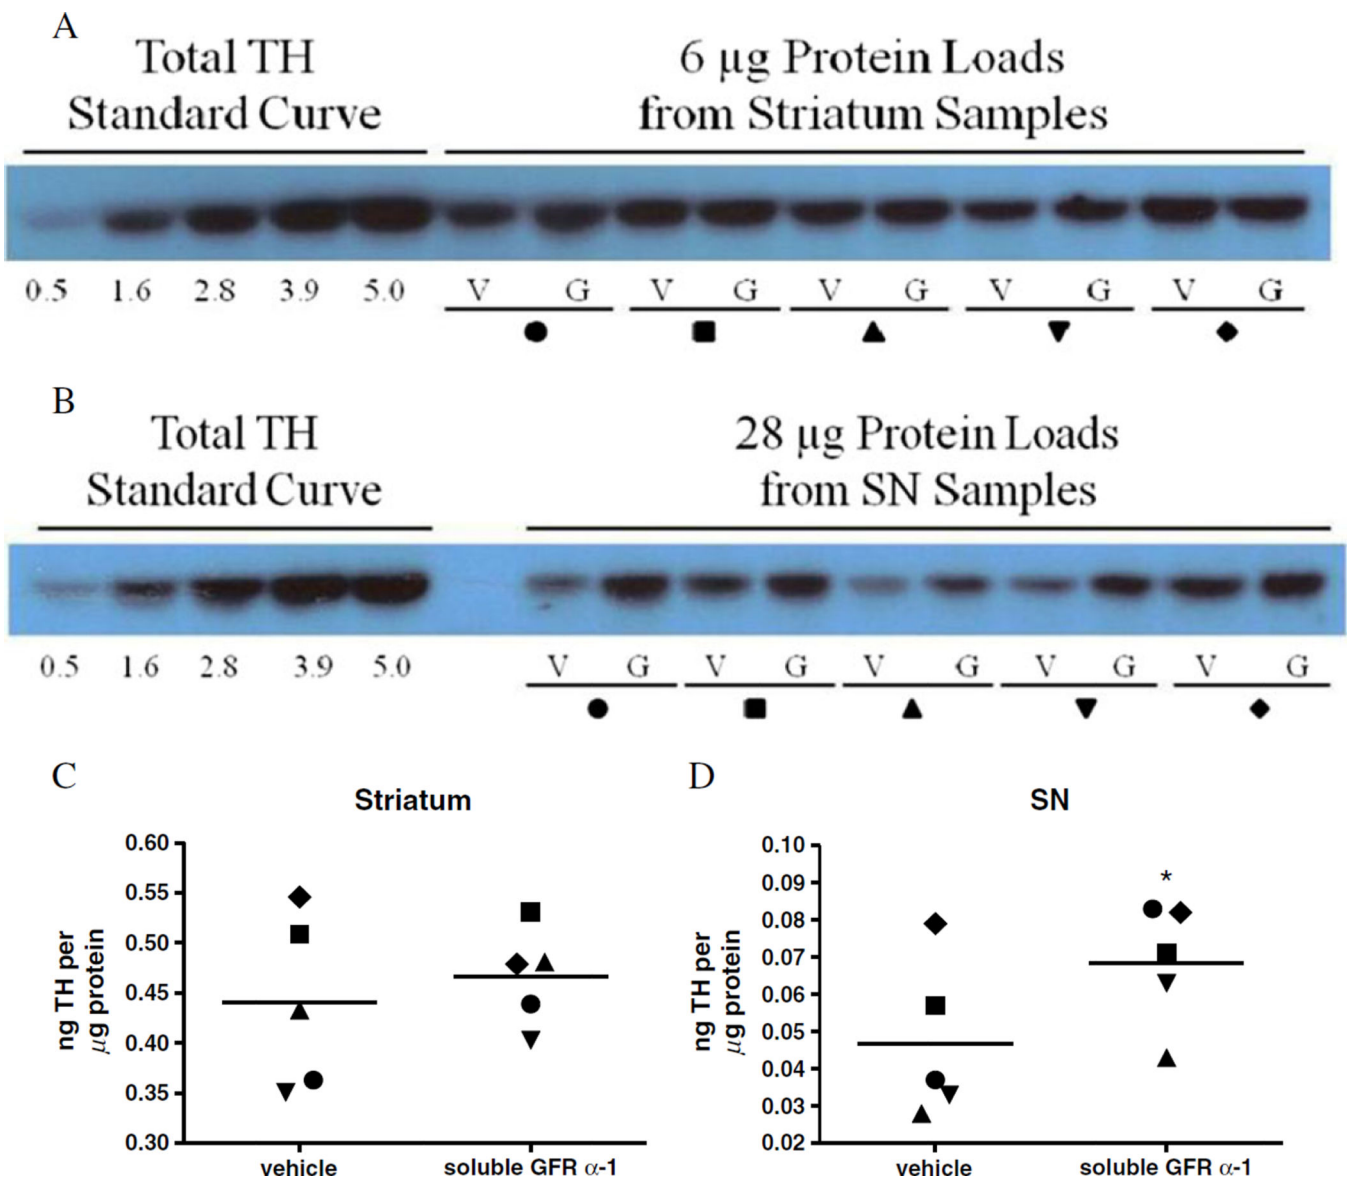 A
Total TH
Standard Curve
6 µg Protein Loads
from Striatum Samples
0.5 1.6 2.8 3.9 5.0 V G V G V G V G V G
B
Total TH
Standard Curve
28 µg Protein Loads
from SN Samples
0.5 1.6 2.8 3.9 5.0 V G V G V G V G V G
C
Striatum
ng TH per
µg protein
0.60
0.55
0.50
0.45
0.40
0.35
0.30
vehicle soluble GFR α-1
D
SN
ng TH per
µg protein
0.10
0.09
0.08
0.07
0.06
0.05
0.04
0.03
0.02
*
vehicle soluble GFR α-1